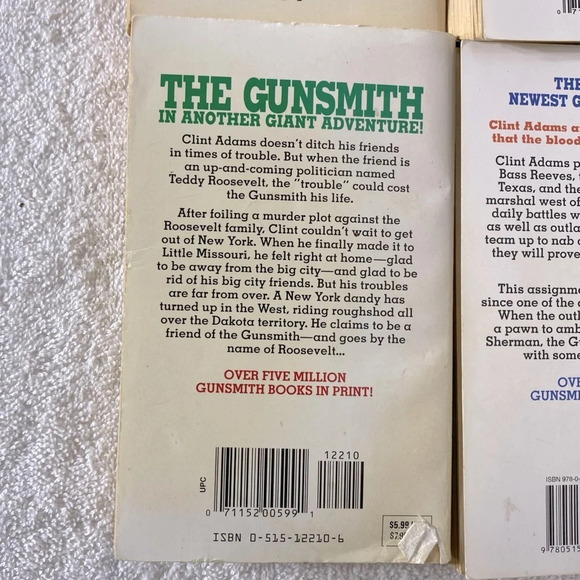 THE GUNSMITH
IN ANOTHER GIANT ADVENTURE!
Clint Adams doesn't ditch his friends
in times of trouble. But when the friend is
an up-and-coming politician named
Teddy Roosevelt, the "trouble" could cost
the Gunsmith his life.
After foiling a murder plot against the
Roosevelt family, Clint couldn't wait to get
out of New York. When he finally made it to
Little Missouri, he felt right at home—glad
to be away from the big city—and glad to be
rid of his big city friends. But his troubles
are far from over. A New York dandy has
turned up in the West, riding roughshod all
over the Dakota territory. He claims to be a
friend of the Gunsmith—and goes by the
name of Roosevelt...
OVER FIVE MILLION
GUNSMITH BOOKS IN PRINT!
12210
UPC
0 71152 00599 1
$5.99
ISBN 0-515-12210-6
THE
NEWEST G
Clint Adams a
that the blood
Clint Adams p
Bass Reeves, t
Texas, and the
marshal west of
daily battles w
as well as outla
team up to nab
they will prove
This assignm
since one of the
When the outl
a pawn to amb
Sherman, the Gu
with some
OV
GUNSM
ISBN 978-0-
9 780515